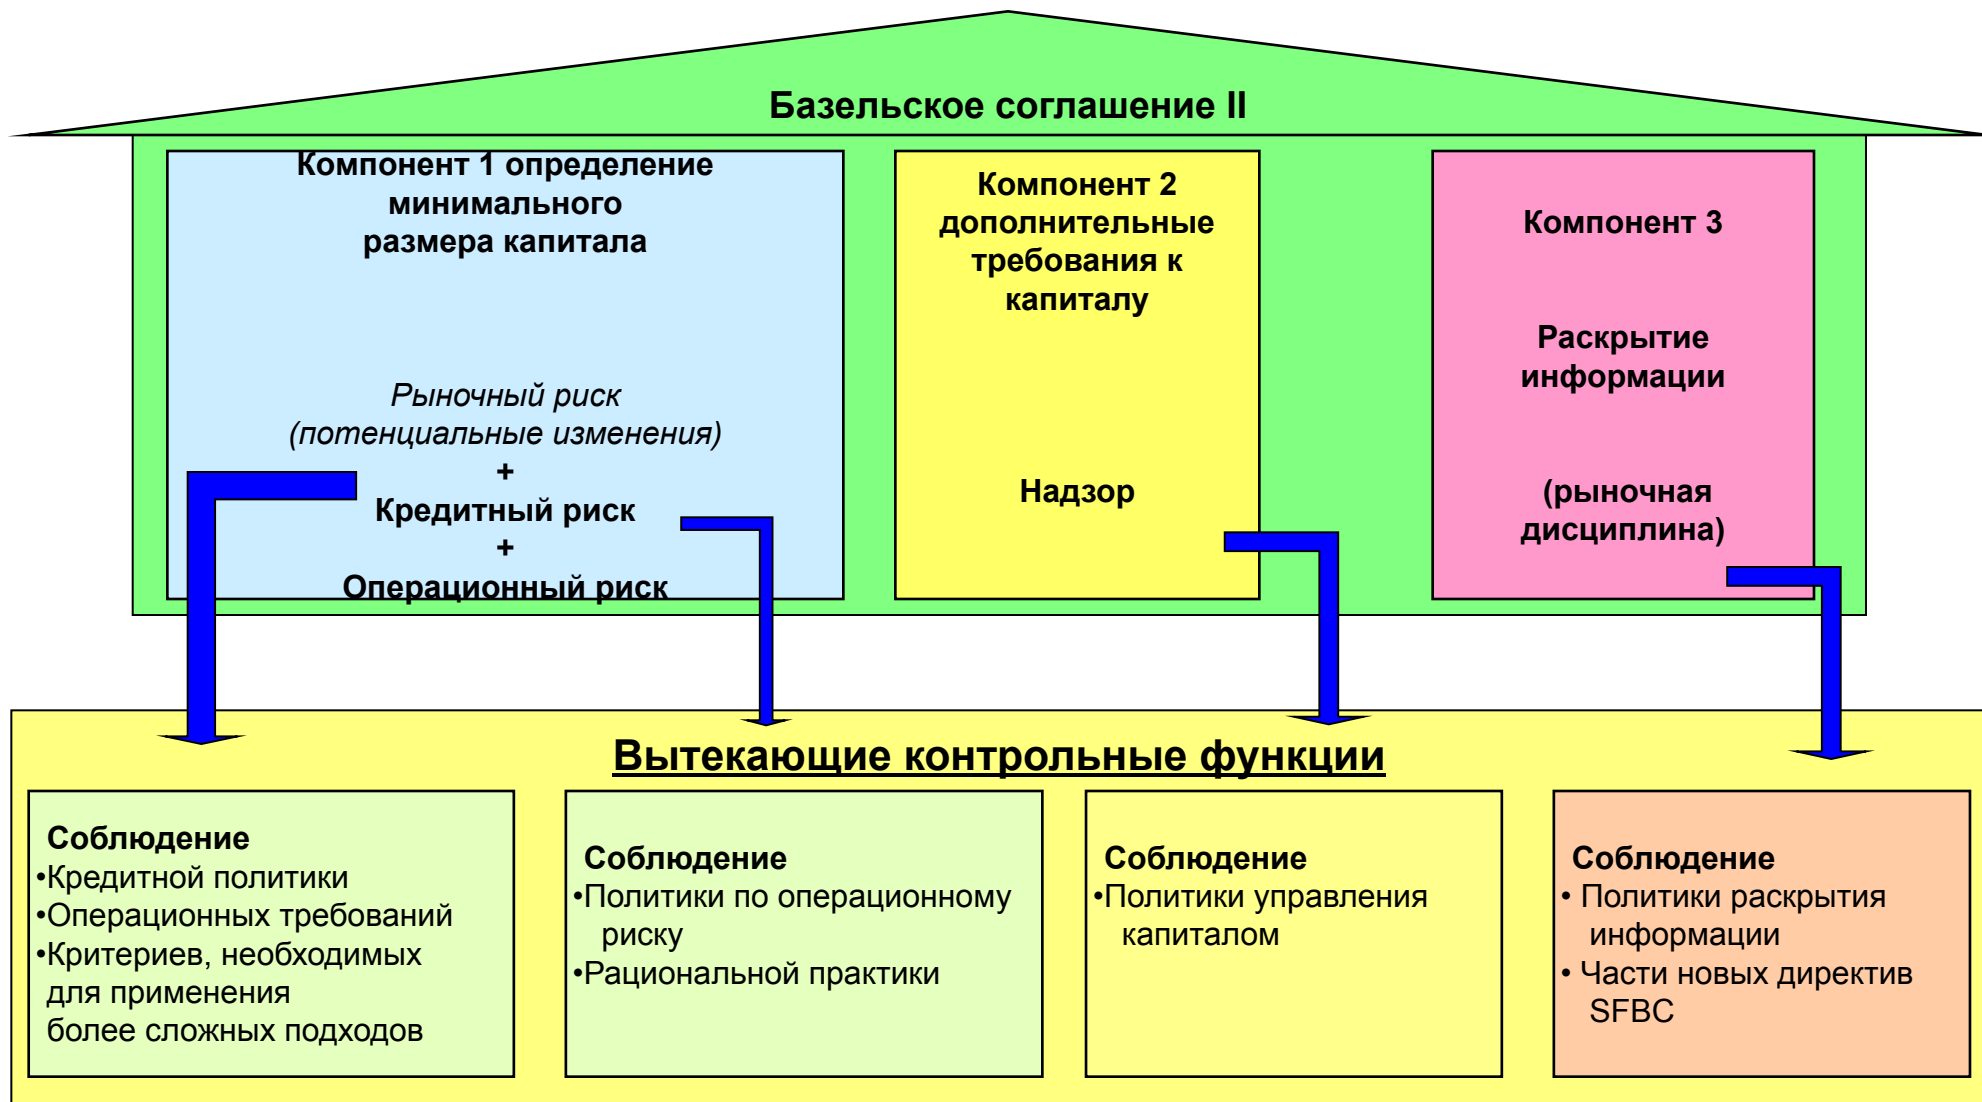 Базельское соглашение II
Компонент 1 определение
минимального
размера капитала
Рыночный риск
(потенциальные изменения)
+
Кредитный риск
+
Операционный риск
Компонент 2
дополнительные
требования к
капиталу
Надзор
Компонент 3
Раскрытие
информации
(рыночная
дисциплина)
Вытекающие контрольные функции
Соблюдение
•Кредитной политики
•Операционных требований
•Критериев, необходимых
для применения
более сложных подходов
Соблюдение
•Политики по операционному
риску
•Рациональной практики
Соблюдение
•Политики управления
капиталом
Соблюдение
• Политики раскрытия
информации
• Части новых директив
SFBC